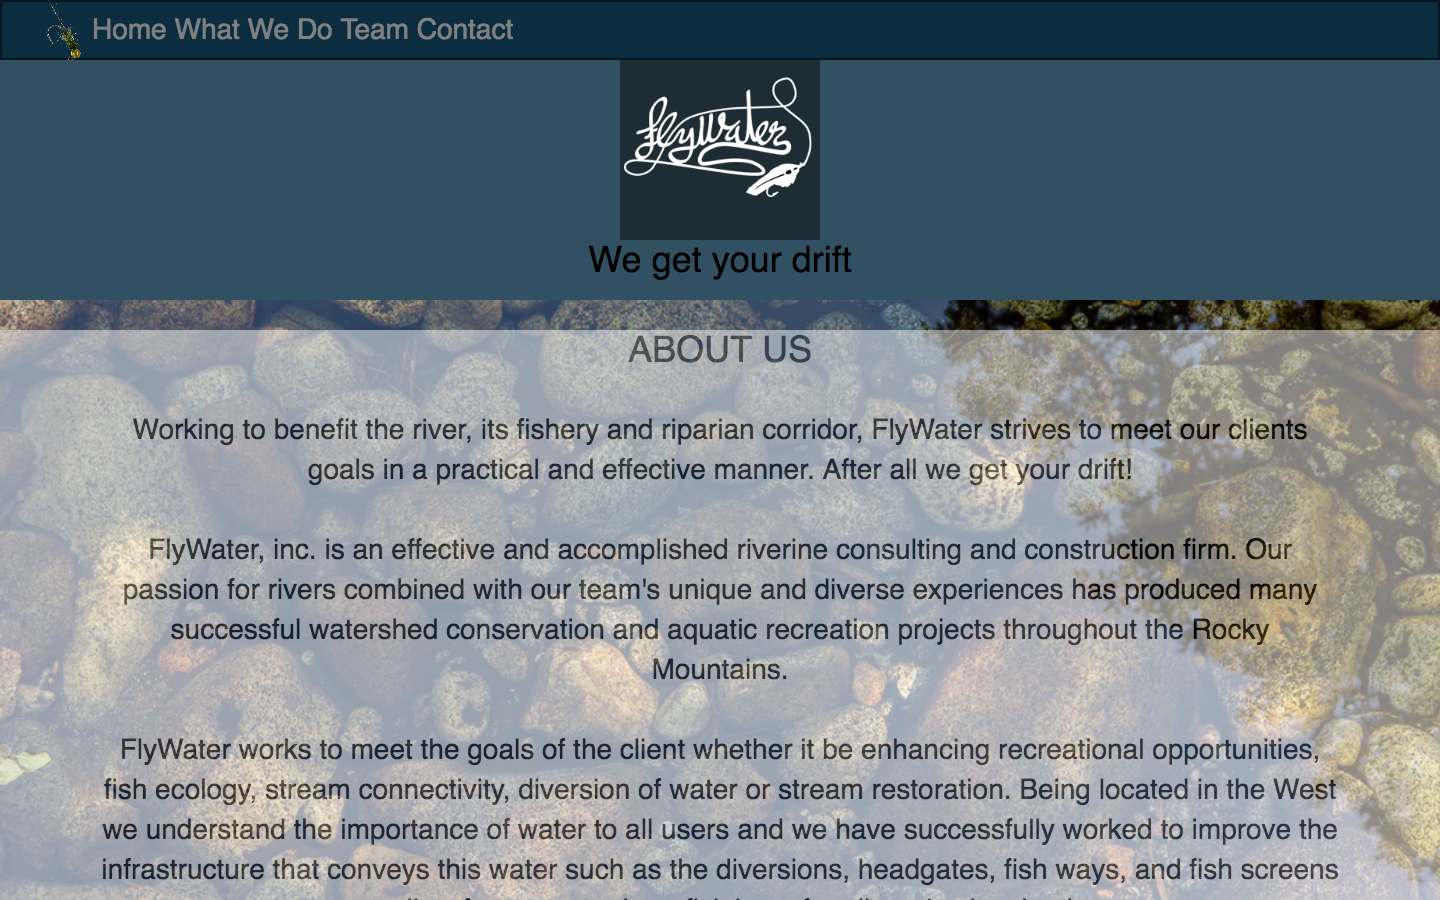 Home What We Do Team Contact
flywater
We get your drift
ABOUT US
Working to benefit the river, its fishery and riparian corridor, FlyWater strives to meet our clients
goals in a practical and effective manner. After all we get your drift!
FlyWater, inc. is an effective and accomplished riverine consulting and construction firm. Our
passion for rivers combined with our team's unique and diverse experiences has produced many
successful watershed conservation and aquatic recreation projects throughout the Rocky
Mountains.
FlyWater works to meet the goals of the client whether it be enhancing recreational opportunities,
fish ecology, stream connectivity, diversion of water or stream restoration. Being located in the West
we understand the importance of water to all users and we have successfully worked to improve the
infrastructure that conveys this water such as the diversions, headgates, fish ways, and fish screens